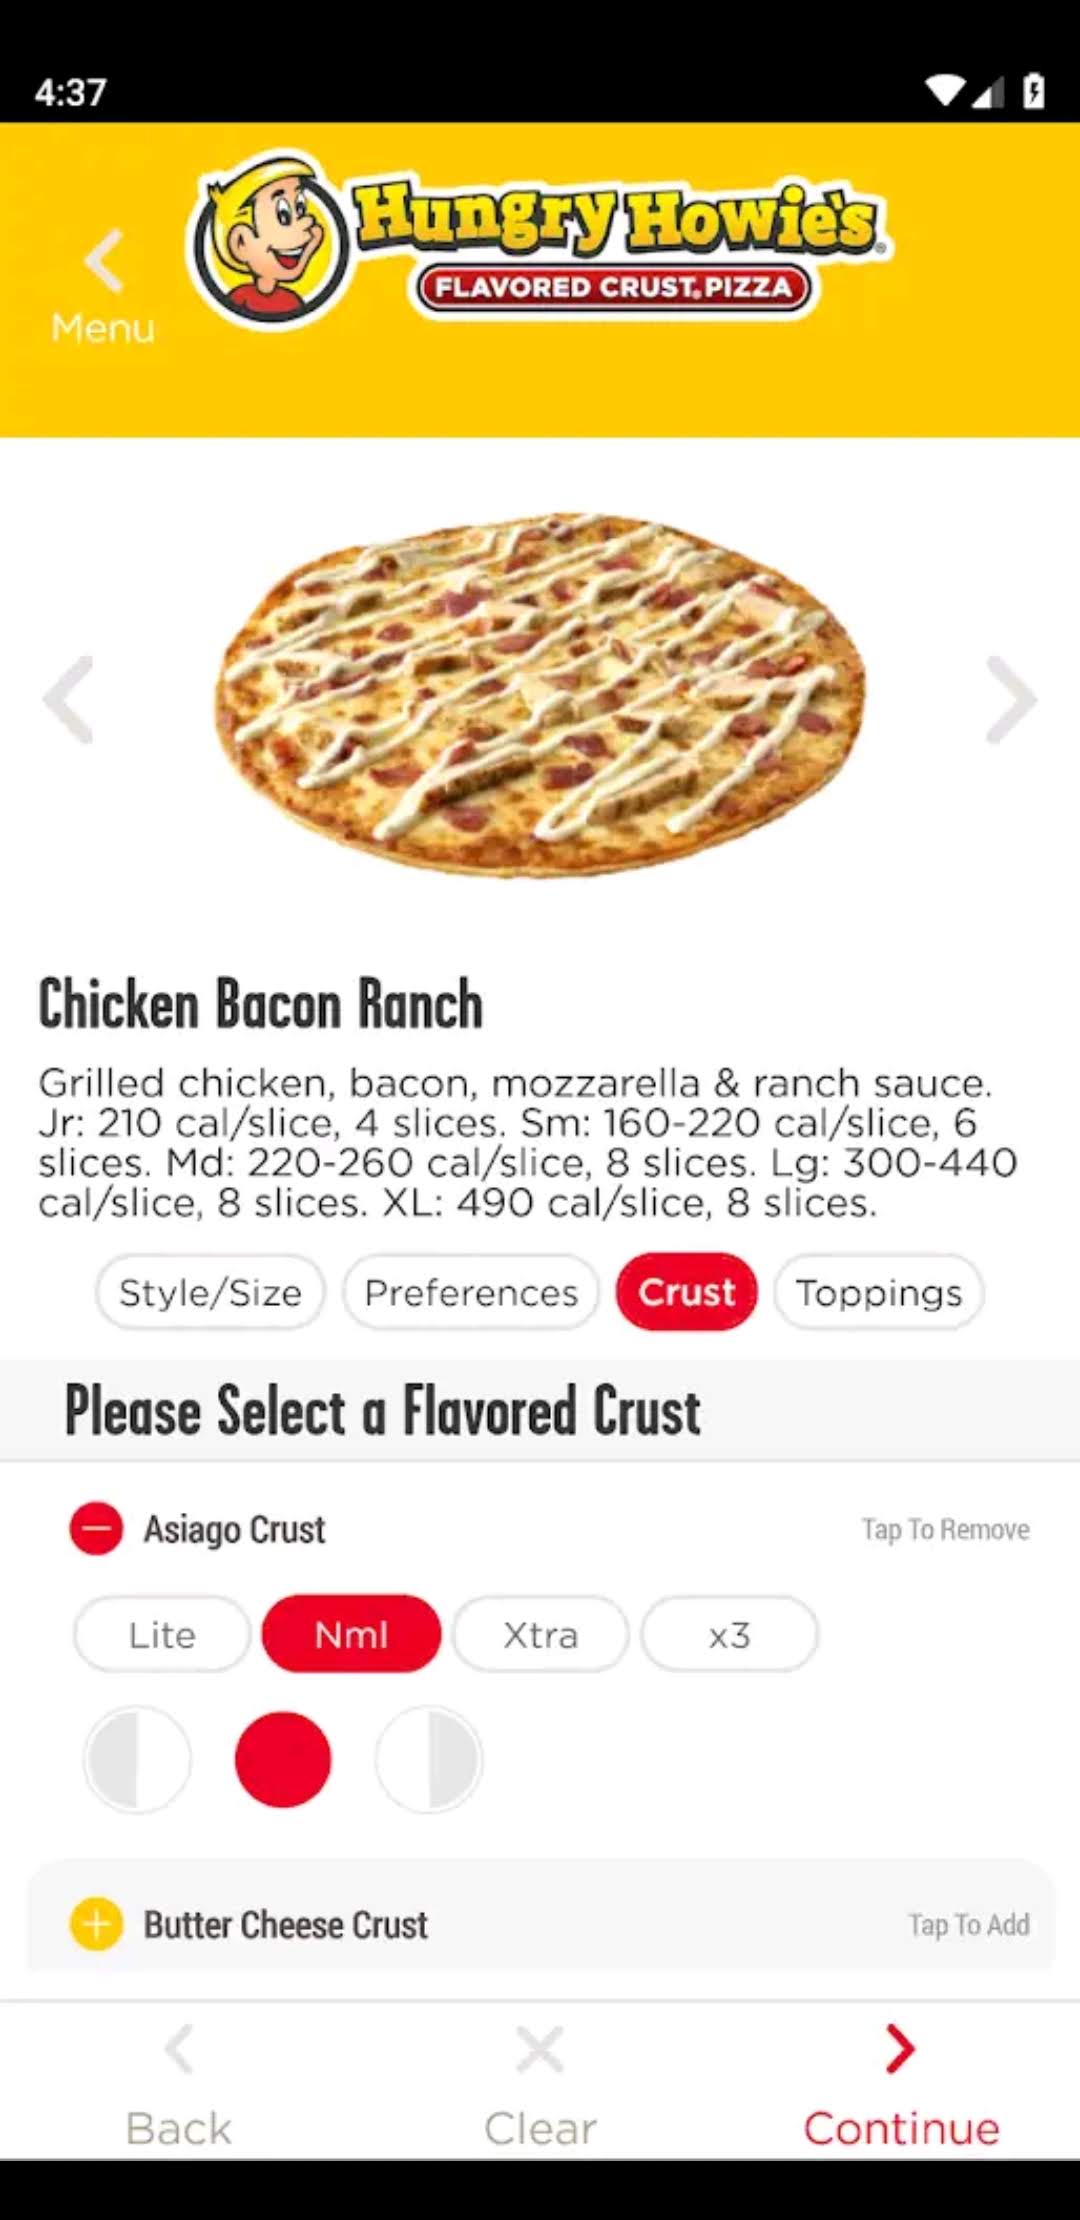 4:37
Menu
Hungry Howie's®
FLAVORED CRUST® PIZZA
Chicken Bacon Ranch
Grilled chicken, bacon, mozzarella & ranch sauce.
Jr: 210 cal/slice, 4 slices. Sm: 160-220 cal/slice, 6
slices. Md: 220-260 cal/slice, 8 slices. Lg: 300-440
cal/slice, 8 slices. XL: 490 cal/slice, 8 slices.
Style/Size Preferences Crust Toppings
Please Select a Flavored Crust
Asiago Crust Tap To Remove
Lite Nml Xtra x3
Butter Cheese Crust Tap To Add
Back Clear Continue